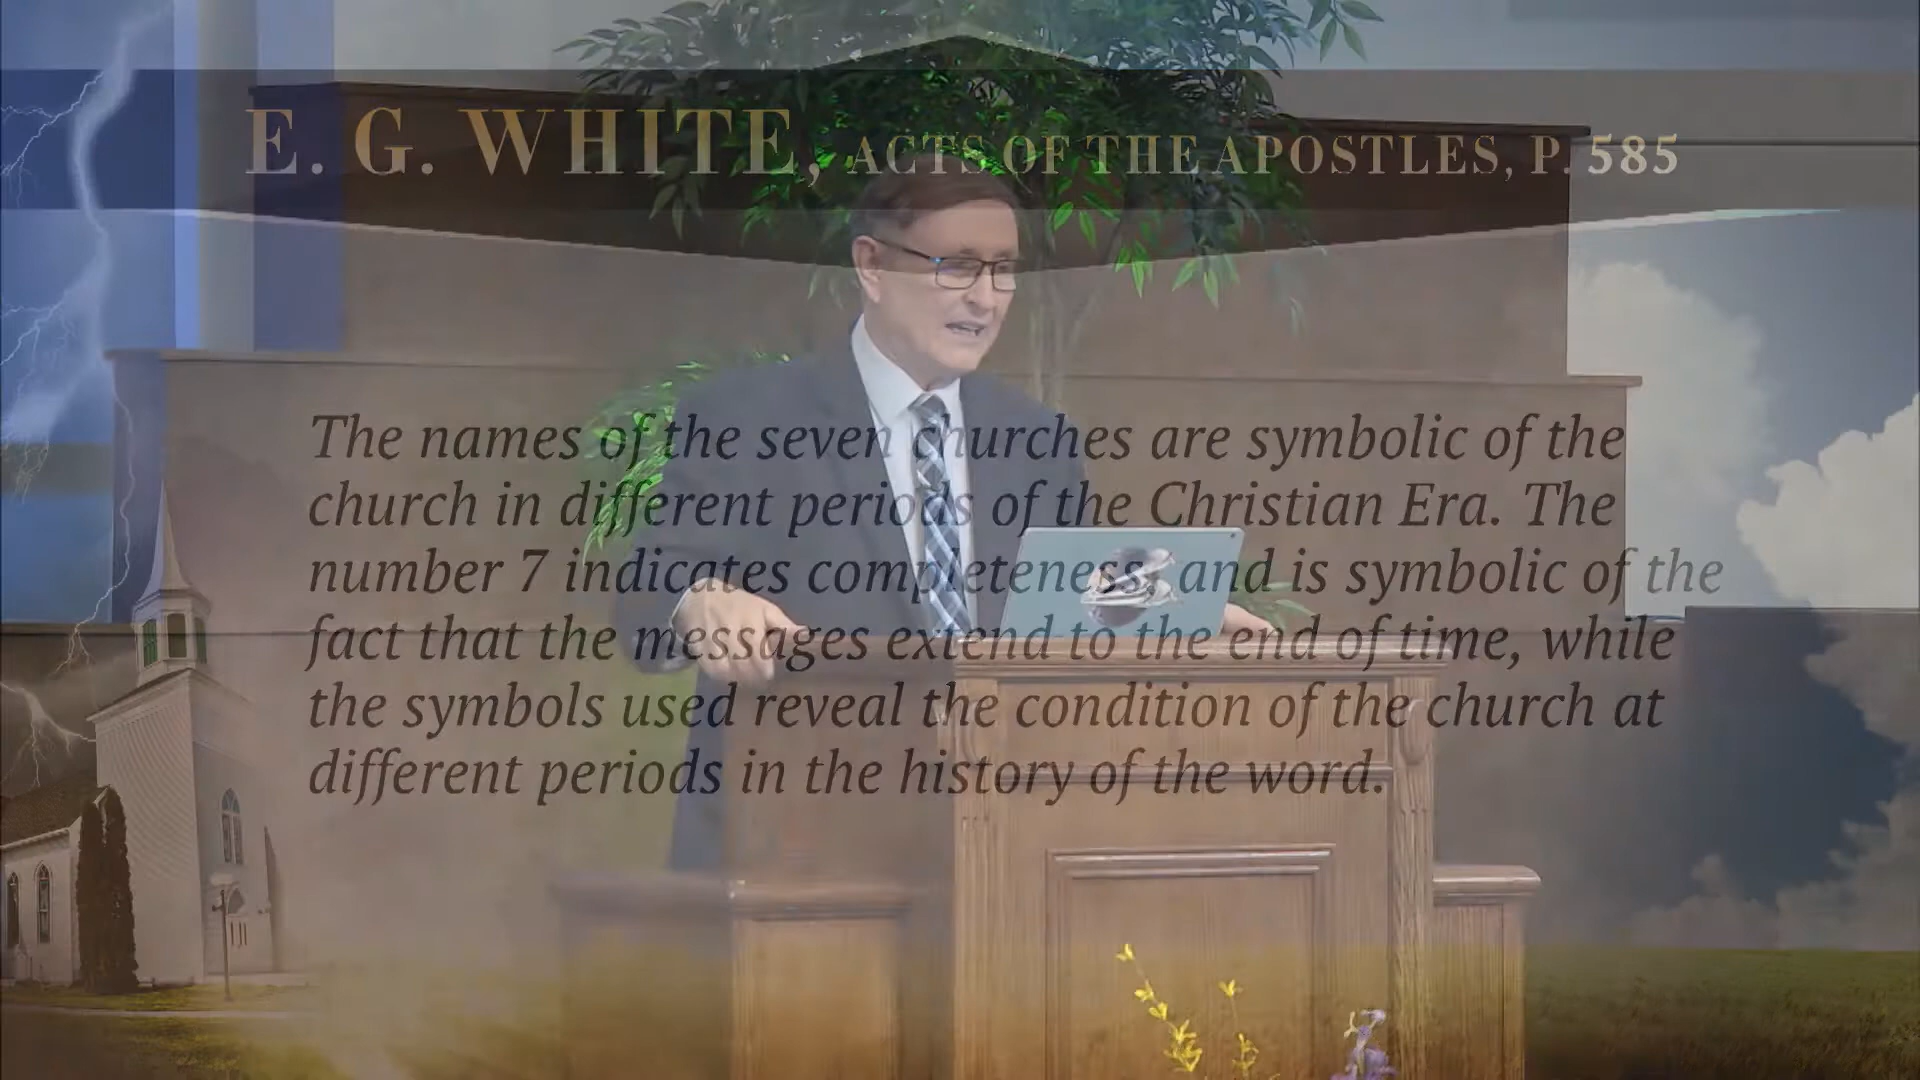 E. G. WHITE, ACTS OF THE APOSTLES, P. 585
The names of the seven churches are symbolic of the
church in different periods of the Christian Era. The
number 7 indicates completeness, and is symbolic of the
fact that the messages extend to the end of time, while
the symbols used reveal the condition of the church at
different periods in the history of the word.